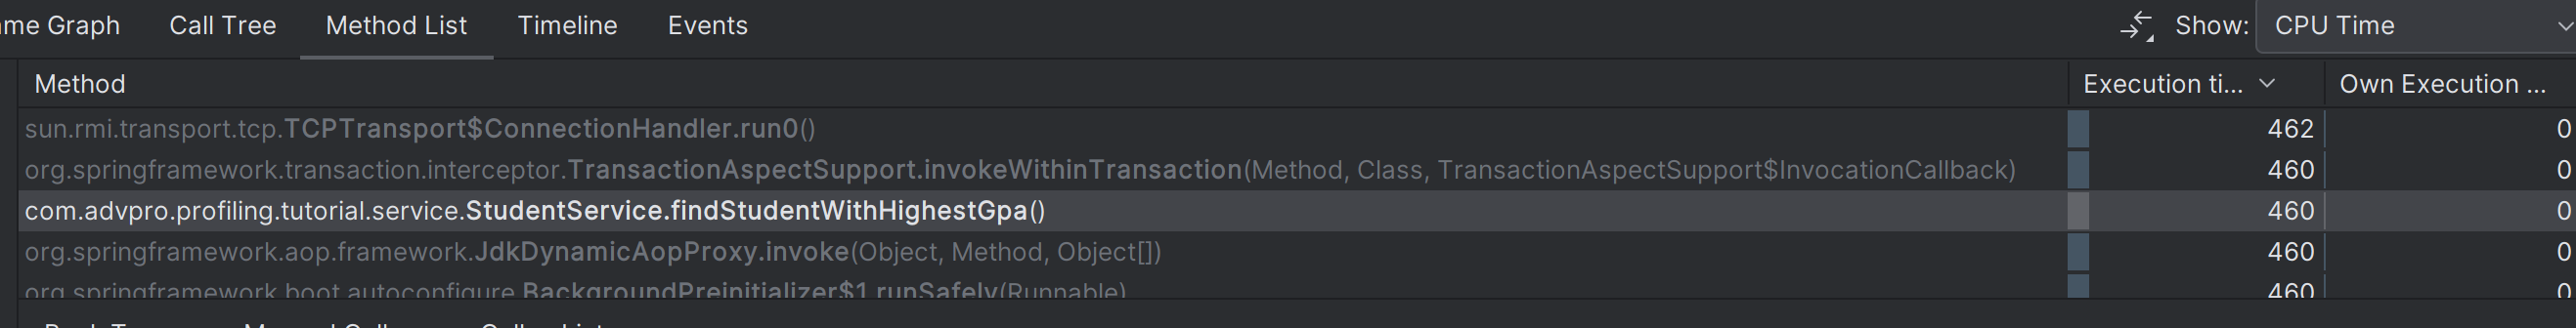 me Graph Call Tree Method List Timeline Events Show: CPU Time
Method Execution ti... Own Execution ...
sun.rmi.transport.tcp.TCPTransport$ConnectionHandler.run0() 462 0
org.springframework.transaction.interceptor.TransactionAspectSupport.invokeWithinTransaction(Method, Class, TransactionAspectSupport$InvocationCallback) 460 0
com.advpro.profiling.tutorial.service.StudentService.findStudentWithHighestGpa() 460 0
org.springframework.aop.framework.JdkDynamicAopProxy.invoke(Object, Method, Object[]) 460 0
org.springframework.boot.autoconfigure.BackgroundPreinitializer$1.runSafely(Runnable) 460 0